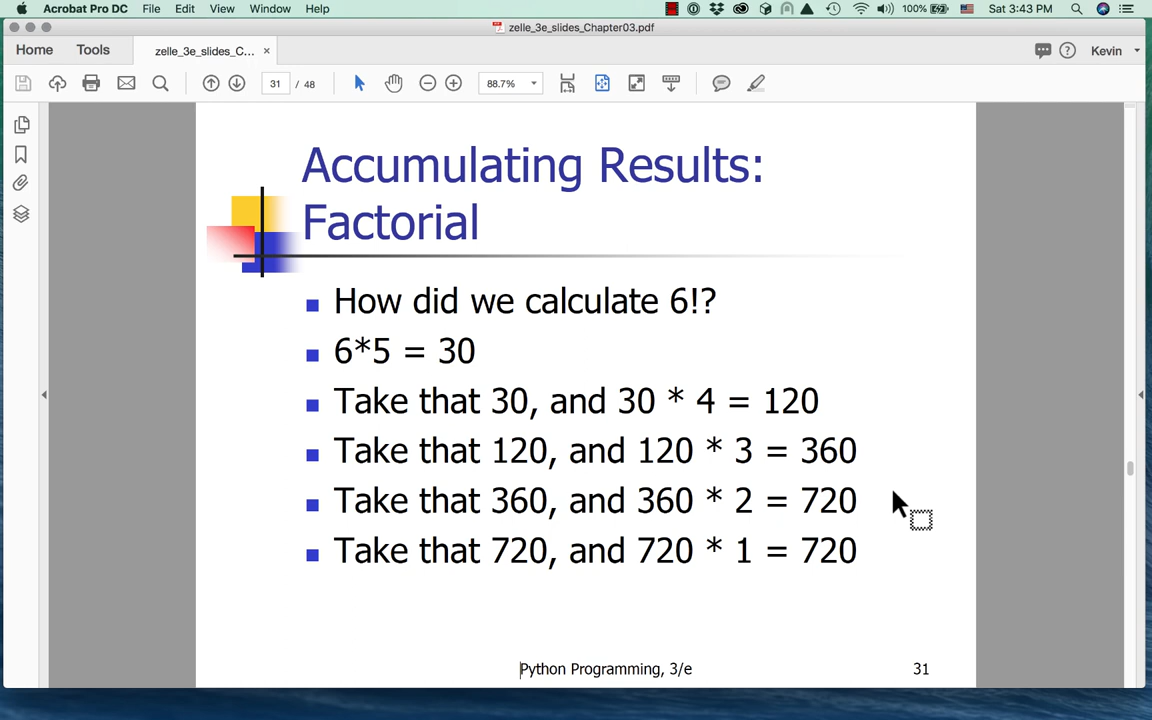 Acrobat Pro DC File Edit View Window Help 100% Sat 3:43 PM
zelle_3e_slides_Chapter03.pdf
Home Tools zelle_3e_slides_C... × Kevin
31 / 48 88.7%
Accumulating Results:
Factorial
How did we calculate 6!?
6*5 = 30
Take that 30, and 30 * 4 = 120
Take that 120, and 120 * 3 = 360
Take that 360, and 360 * 2 = 720
Take that 720, and 720 * 1 = 720
Python Programming, 3/e 31